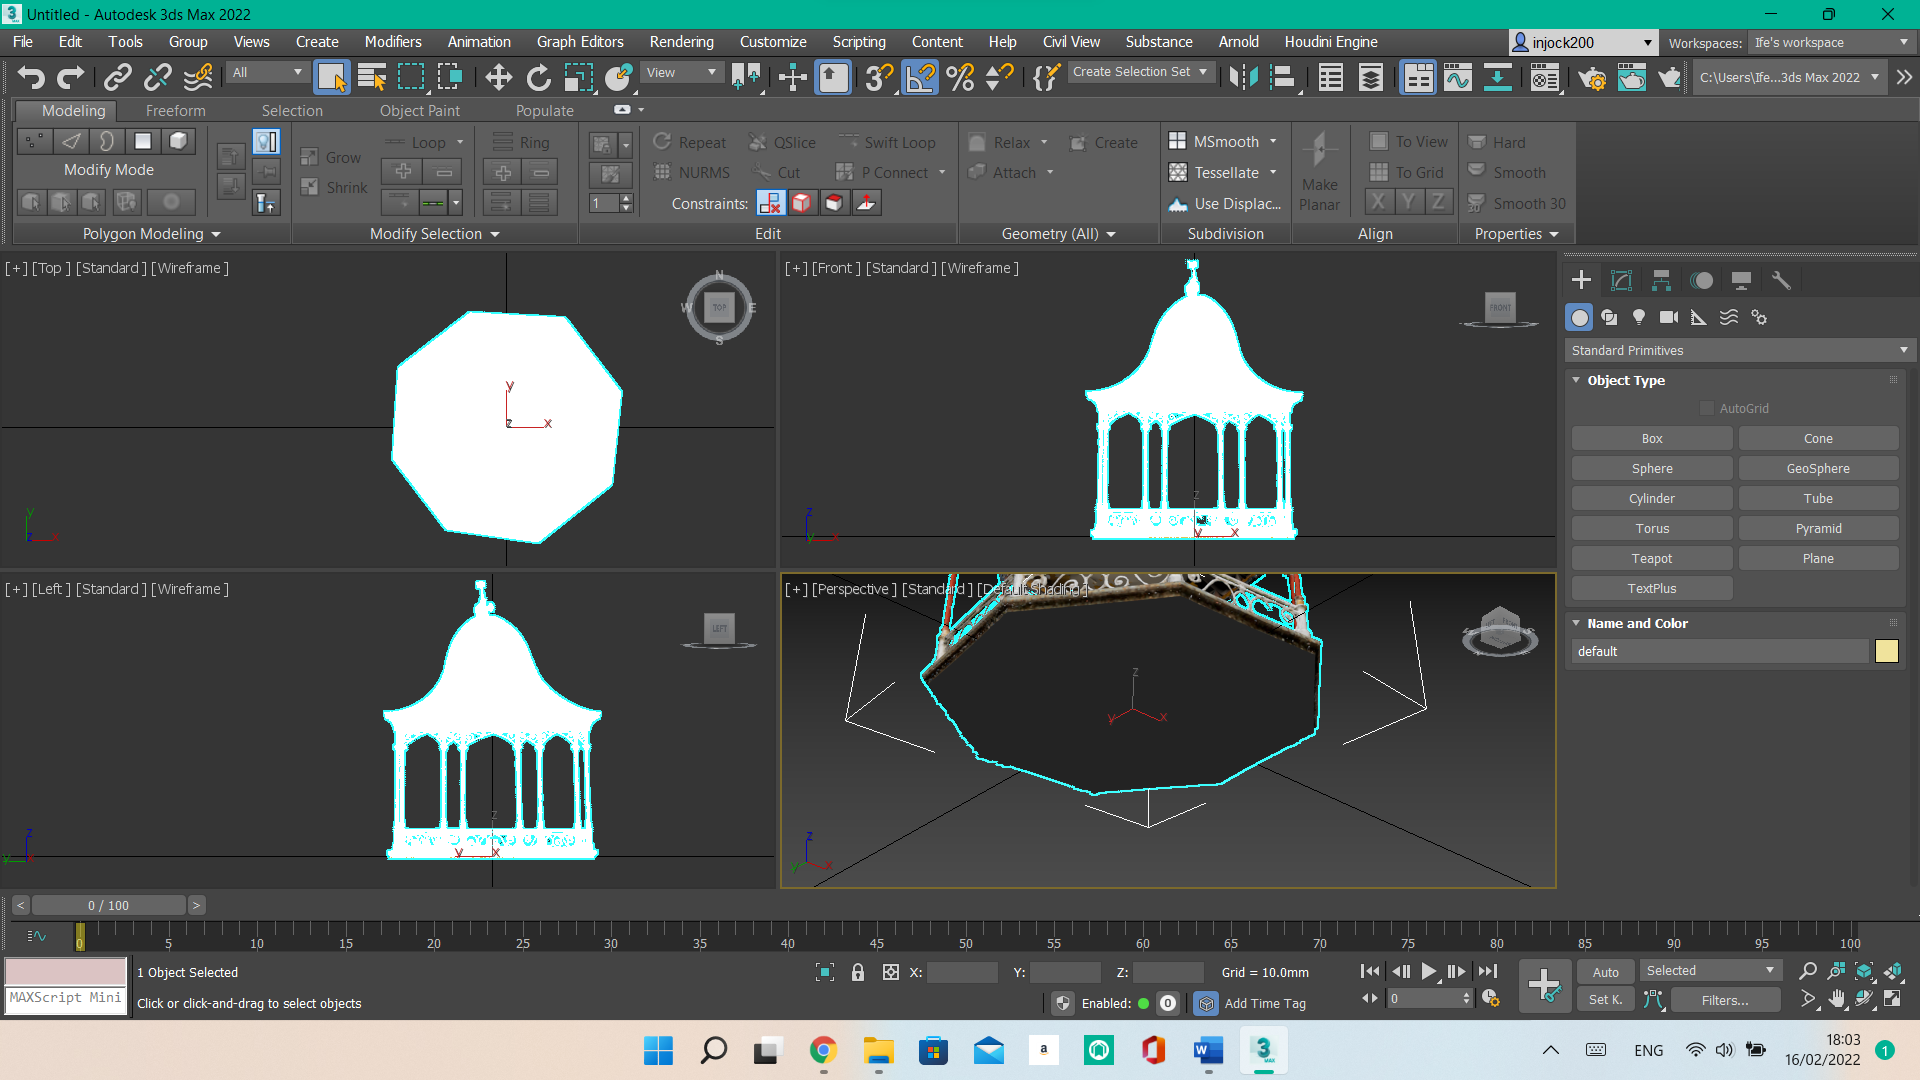 Untitled - Autodesk 3ds Max 2022
File Edit Tools Group Views Create Modifiers Animation Graph Editors Rendering Customize Scripting Content Help Civil View Substance Arnold Houdini Engine injock200 Workspaces: Ife's workspace
All View Create Selection Set C:\Users\Ife...3ds Max 2022
Modeling Freeform Selection Object Paint Populate
Loop Ring Repeat QSlice Swift Loop Relax Create MSmooth To View Hard
Modify Mode Grow Shrink NURMS Cut P Connect Attach Tessellate Make Planar To Grid Smooth
1 Constraints: Use Displac... X Y Z Smooth 30
Polygon Modeling Modify Selection Edit Geometry (All) Subdivision Align Properties
[+] [Top ] [Standard ] [Wireframe ]
N W TOP E S
y z x
y z x
[+] [Front ] [Standard ] [Wireframe ]
FRONT
z y x
z y x
[+] [Left ] [Standard ] [Wireframe ]
LEFT
z y x
z y x
[+] [Perspective ] [Standard ] [Default Shading ]
z y x
z y x
Standard Primitives
Object Type
AutoGrid
Box Cone
Sphere GeoSphere
Cylinder Tube
Torus Pyramid
Teapot Plane
TextPlus
Name and Color
default
< 0 / 100 >
0 5 10 15 20 25 30 35 40 45 50 55 60 65 70 75 80 85 90 95 100
1 Object Selected X: Y: Z: Grid = 10.0mm Auto Selected
MAXScript Mini Click or click-and-drag to select objects Enabled: 0 Add Time Tag 0 Set K. Filters...
ENG 18:03
16/02/2022 1